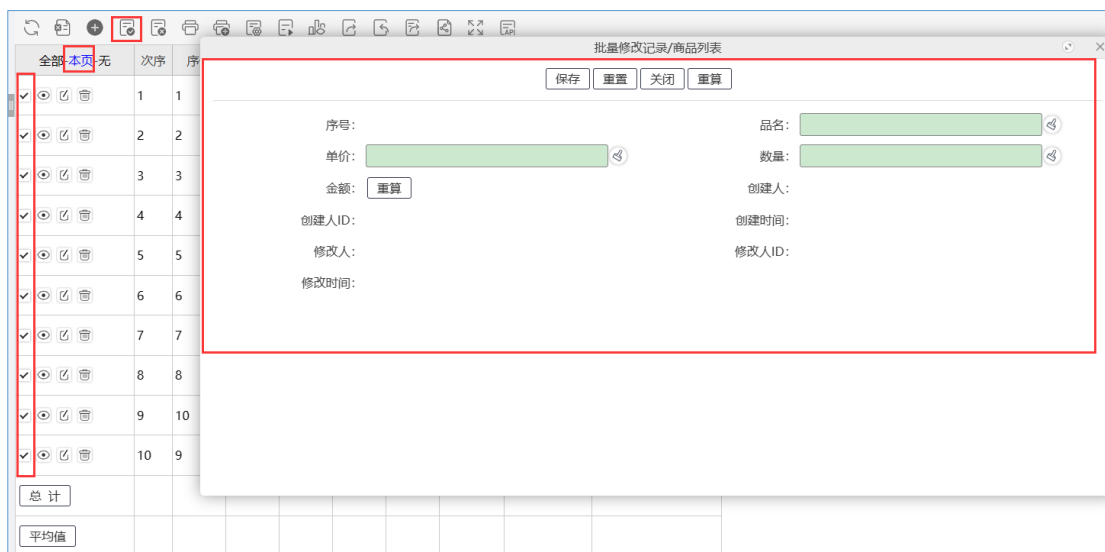 批量修改记录/商品列表
全部-本页-无 次序 序
保存 重置 关闭 重算
序号: 品名:
单价: 数量:
金额: 重算 创建人:
创建人ID: 创建时间:
修改人: 修改人ID:
修改时间:
1 1
2 2
3 3
4 4
5 5
6 6
7 7
8 8
9 10
10 9
总 计
平均值